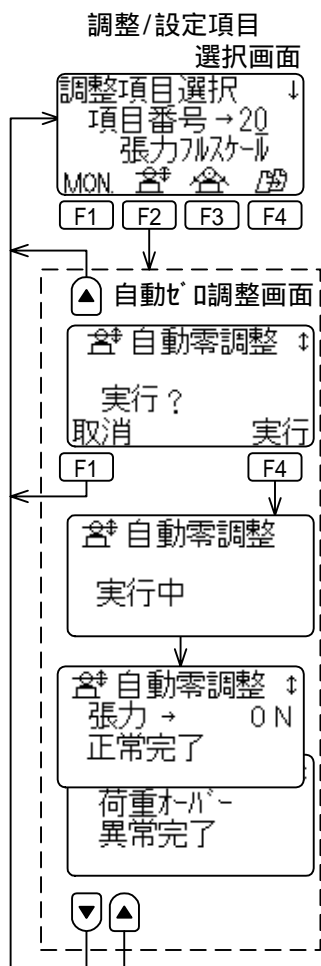 調整/設定項目
選択画面
調整項目選択 ↓
項目番号→20
張力フルスケール
MON.
F1 F2 F3 F4
▲ 自動ゼロ調整画面
自動零調整 ↕
実行?
取消 実行
F1 F4
自動零調整
実行中
自動零調整 ↕
張力→ 0 N
正常完了
荷重オーバー
異常完了
▼ ▲